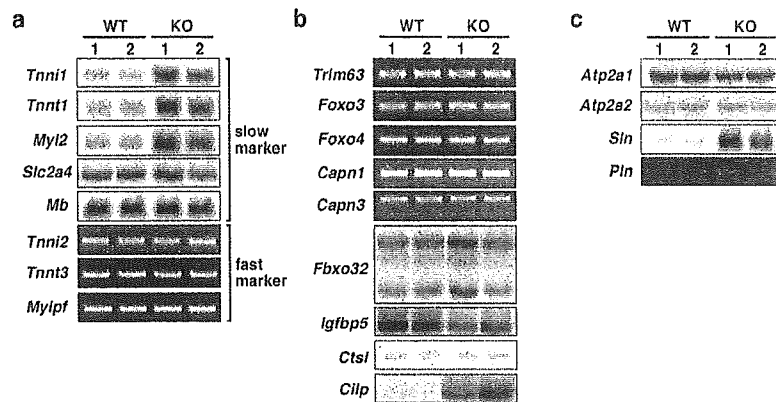 a
WT KO
1 2 1 2
Tnni1
Tnnt1
Myl2
Slc2a4
Mb
slow
marker
Tnni2
Tnnt3
Mylpf
fast
marker
b
WT KO
1 2 1 2
Trim63
Foxo3
Foxo4
Capn1
Capn3
Fbxo32
Igfbp5
Ctsl
Cilp
c
WT KO
1 2 1 2
Atp2a1
Atp2a2
Sln
Pln